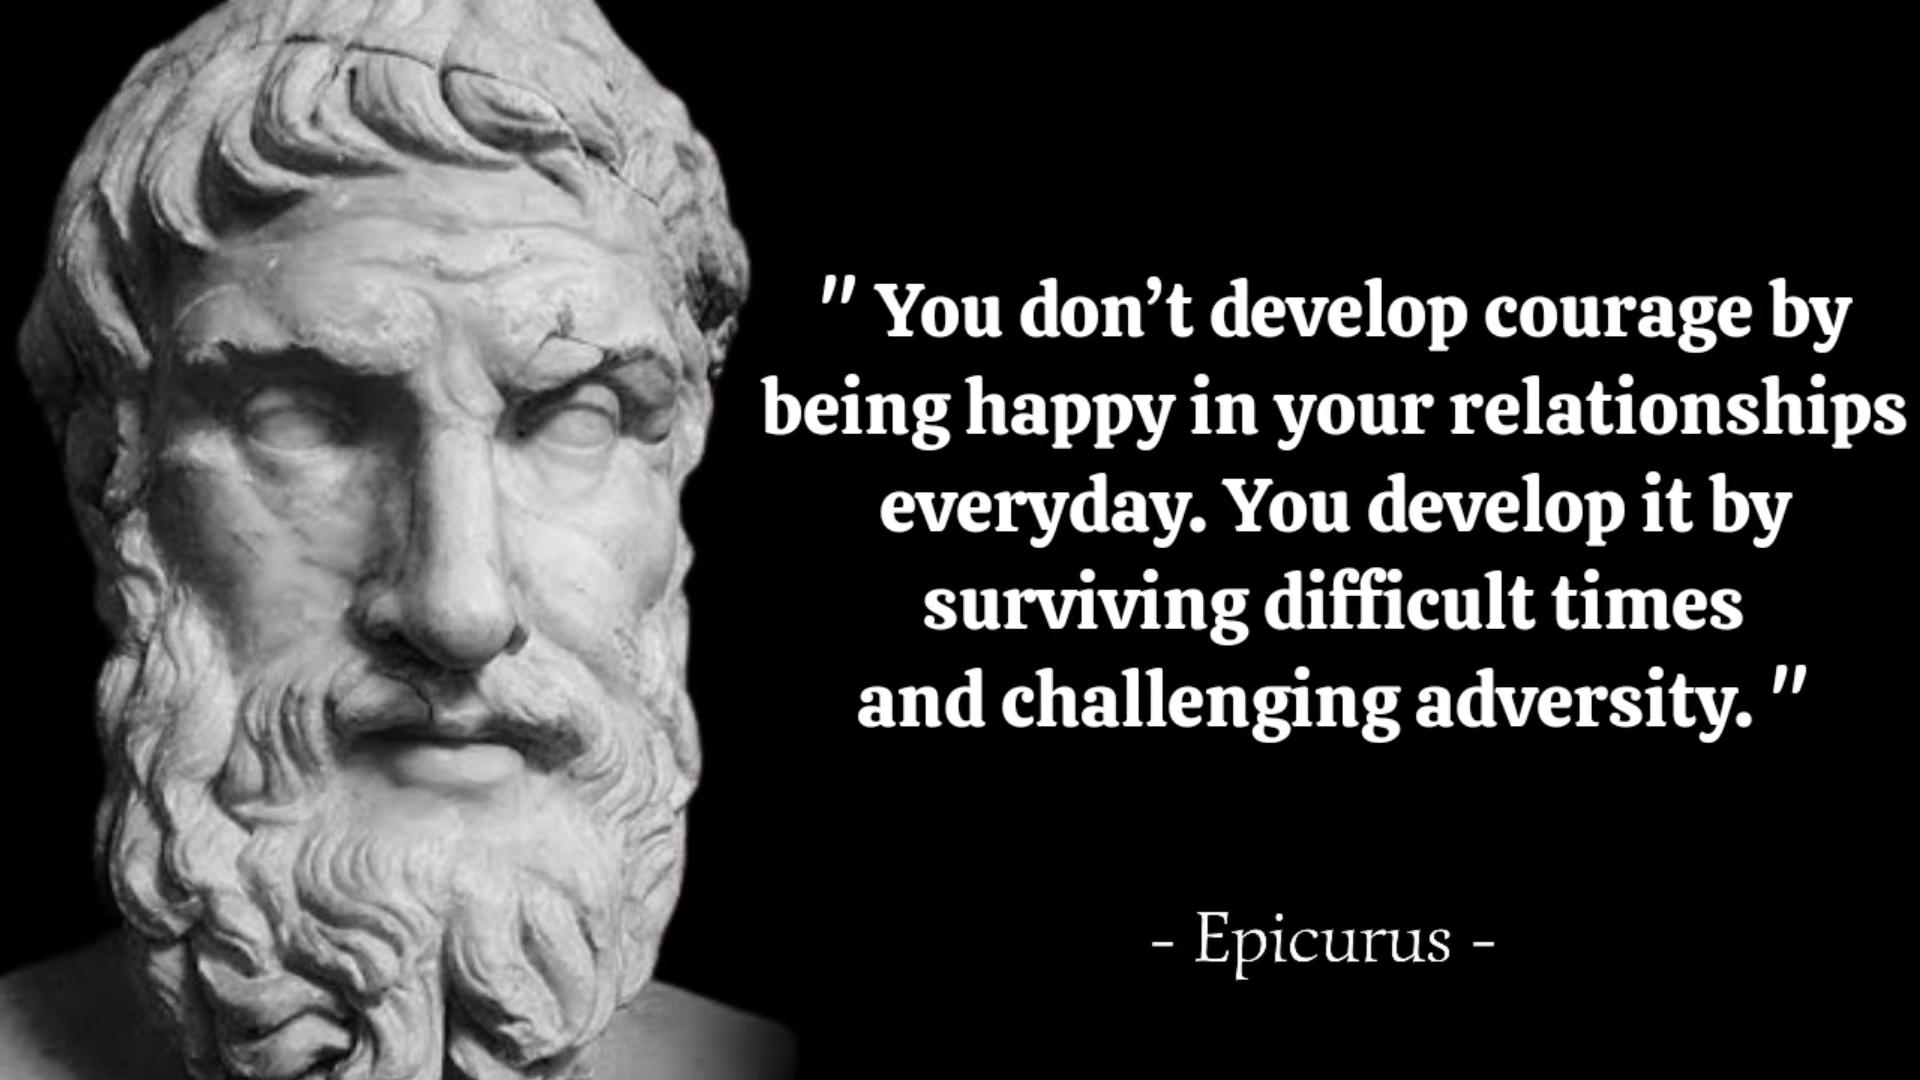 " You don’t develop courage by
being happy in your relationships
everyday. You develop it by
surviving difficult times
and challenging adversity. "
- Epicurus -